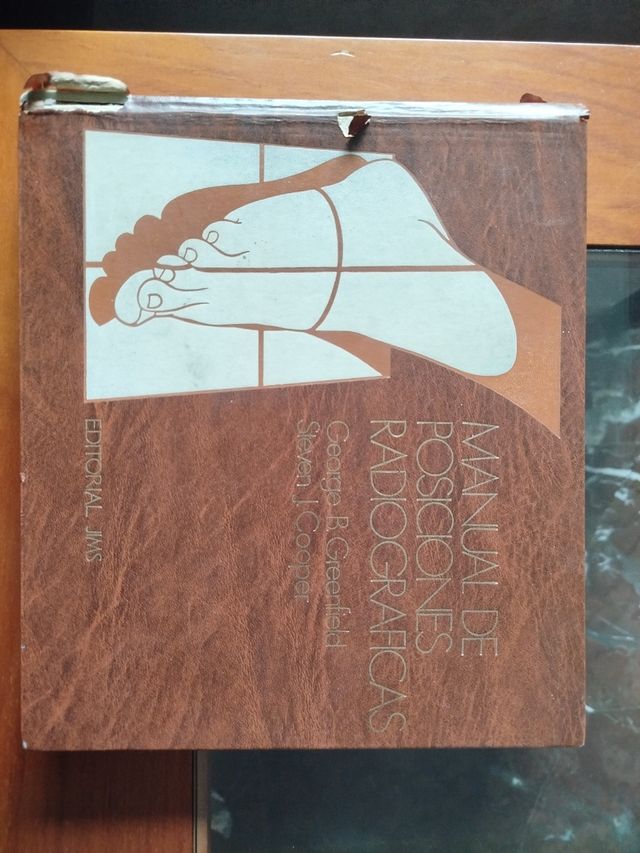 MANUAL DE
POSICIONES
RADIOGRAFICAS
George B. Greenfield
Steven J. Cooper
EDITORIAL JIMS